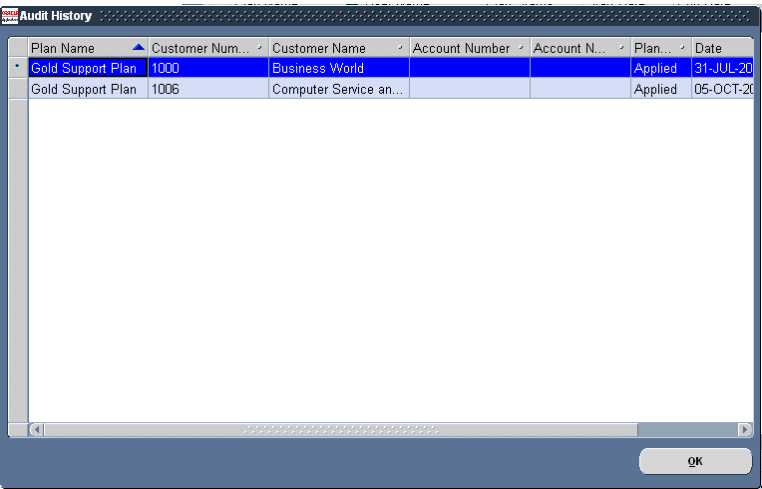 Audit History
Plan Name Customer Num... Customer Name Account Number Account N... Plan... Date
Gold Support Plan 1000 Business World Applied 31-JUL-20
Gold Support Plan 1006 Computer Service an... Applied 05-OCT-20
OK